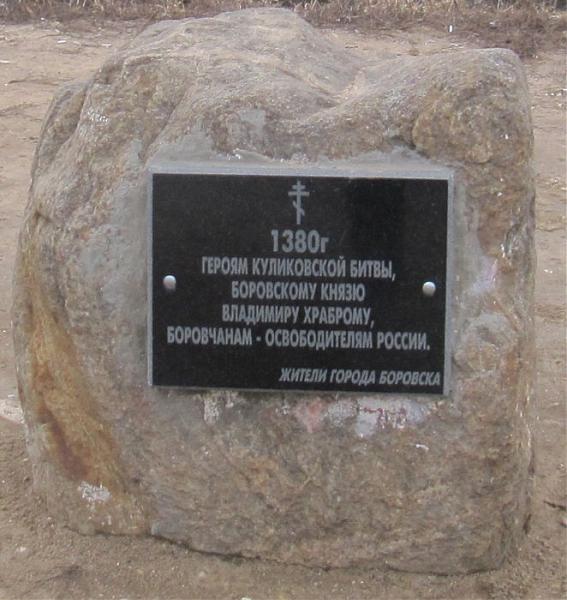 1380г
ГЕРОЯМ КУЛИКОВСКОЙ БИТВЫ,
БОРОВСКОМУ КНЯЗЮ
ВЛАДИМИРУ ХРАБРОМУ,
БОРОВЧАНАМ - ОСВОБОДИТЕЛЯМ РОССИИ.
ЖИТЕЛИ ГОРОДА БОРОВСКА